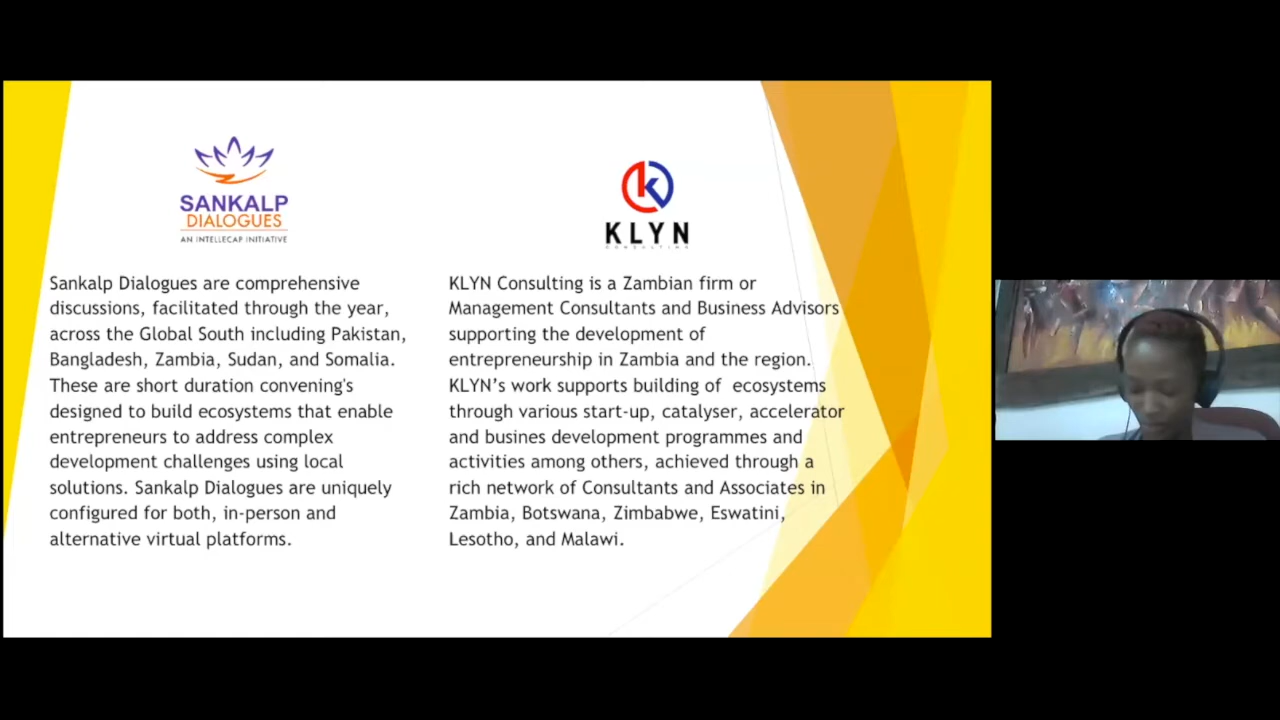 SANKALP
DIALOGUES
AN INTELLECAP INITIATIVE
Sankalp Dialogues are comprehensive
discussions, facilitated through the year,
across the Global South including Pakistan,
Bangladesh, Zambia, Sudan, and Somalia.
These are short duration convening's
designed to build ecosystems that enable
entrepreneurs to address complex
development challenges using local
solutions. Sankalp Dialogues are uniquely
configured for both, in-person and
alternative virtual platforms.
k
KLYN
CONSULTING
KLYN Consulting is a Zambian firm or
Management Consultants and Business Advisors
supporting the development of
entrepreneurship in Zambia and the region.
KLYN’s work supports building of ecosystems
through various start-up, catalyser, accelerator
and busines development programmes and
activities among others, achieved through a
rich network of Consultants and Associates in
Zambia, Botswana, Zimbabwe, Eswatini,
Lesotho, and Malawi.